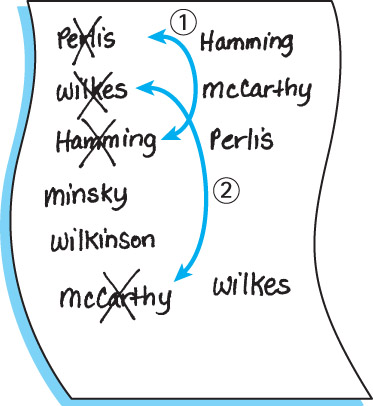 ① 
Perlis Hamming
Wilkes McCarthy
Hamming Perlis
Minsky
②
Wilkinson
McCarthy Wilkes